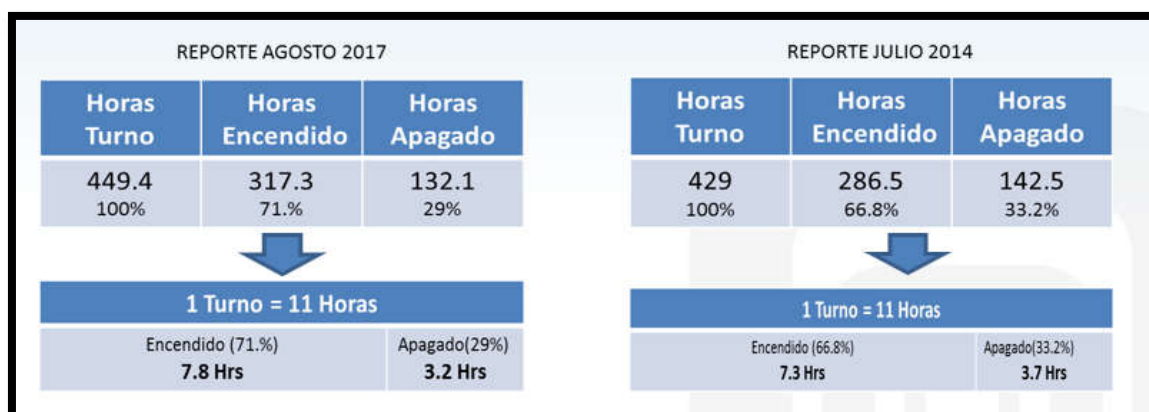 REPORTE AGOSTO 2017
Horas Turno
Horas Encendido
Horas Apagado
449.4
317.3
132.1
100%
71.%
29%
1 Turno = 11 Horas
Encendido (71.%)
7.8 Hrs
Apagado(29%)
3.2 Hrs
REPORTE JULIO 2014
Horas Turno
Horas Encendido
Horas Apagado
429
286.5
142.5
100%
66.8%
33.2%
1 Turno = 11 Horas
Encendido (66.8%)
7.3 Hrs
Apagado(33.2%)
3.7 Hrs